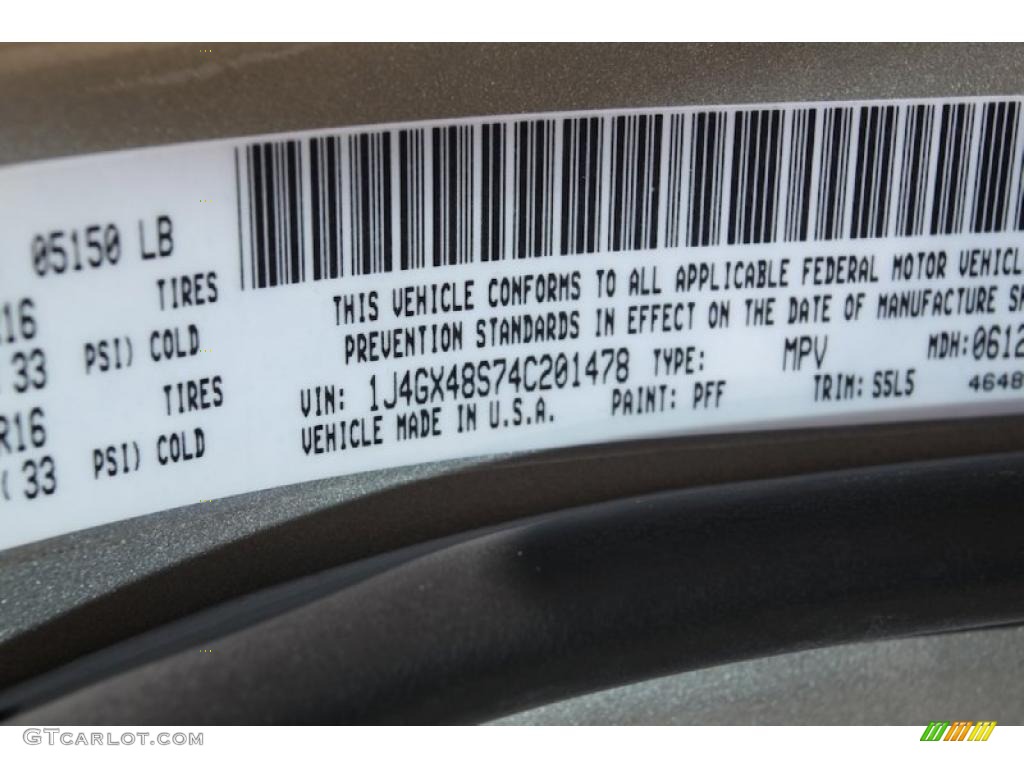 05150 LB
TIRES
16
33 PSI) COLD
TIRES
R16
(33 PSI) COLD
THIS VEHICLE CONFORMS TO ALL APPLICABLE FEDERAL MOTOR VEHICL
PREVENTION STANDARDS IN EFFECT ON THE DATE OF MANUFACTURE S
VIN: 1J4GX48S74C201478 TYPE: MPV MDH:0612
VEHICLE MADE IN U.S.A. PAINT: PFF TRIM: S5L5 4648
GTCARLOT.COM